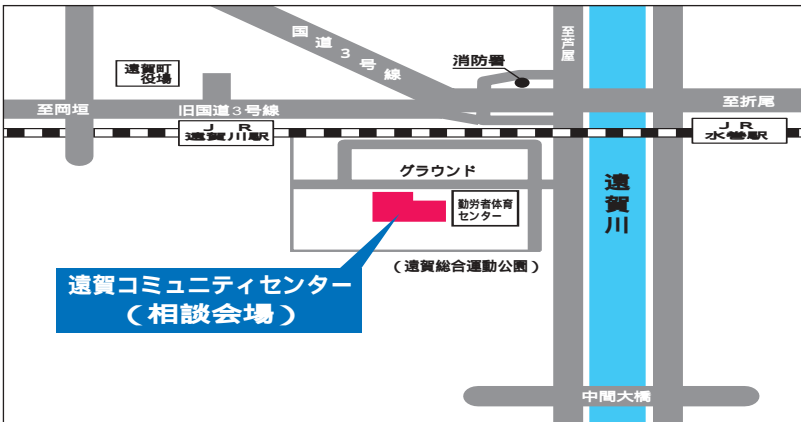 国道3号線
至芦屋
消防署
遠賀町
役場
至岡垣
旧国道3号線
至折尾
JR
遠賀川駅
JR
水巻駅
グラウンド
勤労者体育
センター
遠賀川
(遠賀総合運動公園)
遠賀コミュニティセンター
(相談会場)
中間大橋